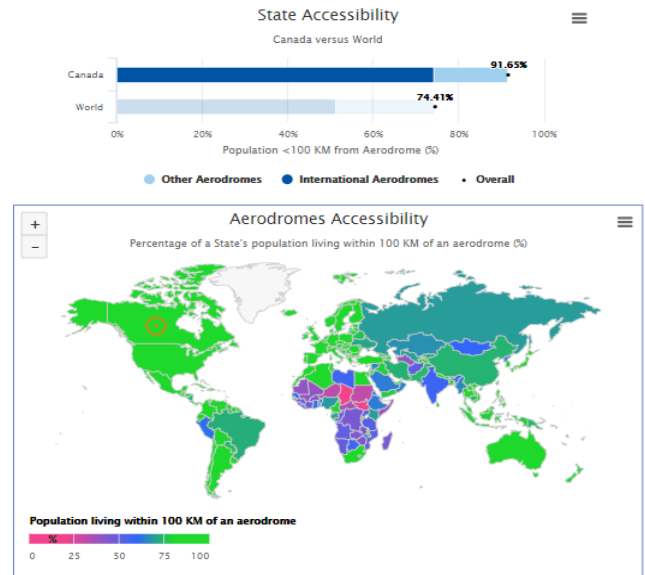 State Accessibility
Canada versus World
91.65%
Canada
74.41%
World
0% 20% 40% 60% 80% 100%
Population <100 KM from Aerodrome (%)
Other Aerodromes International Aerodromes Overall
+
−
Aerodromes Accessibility
Percentage of a State's population living within 100 KM of an aerodrome (%)
Population living within 100 KM of an aerodrome
%
0 25 50 75 100